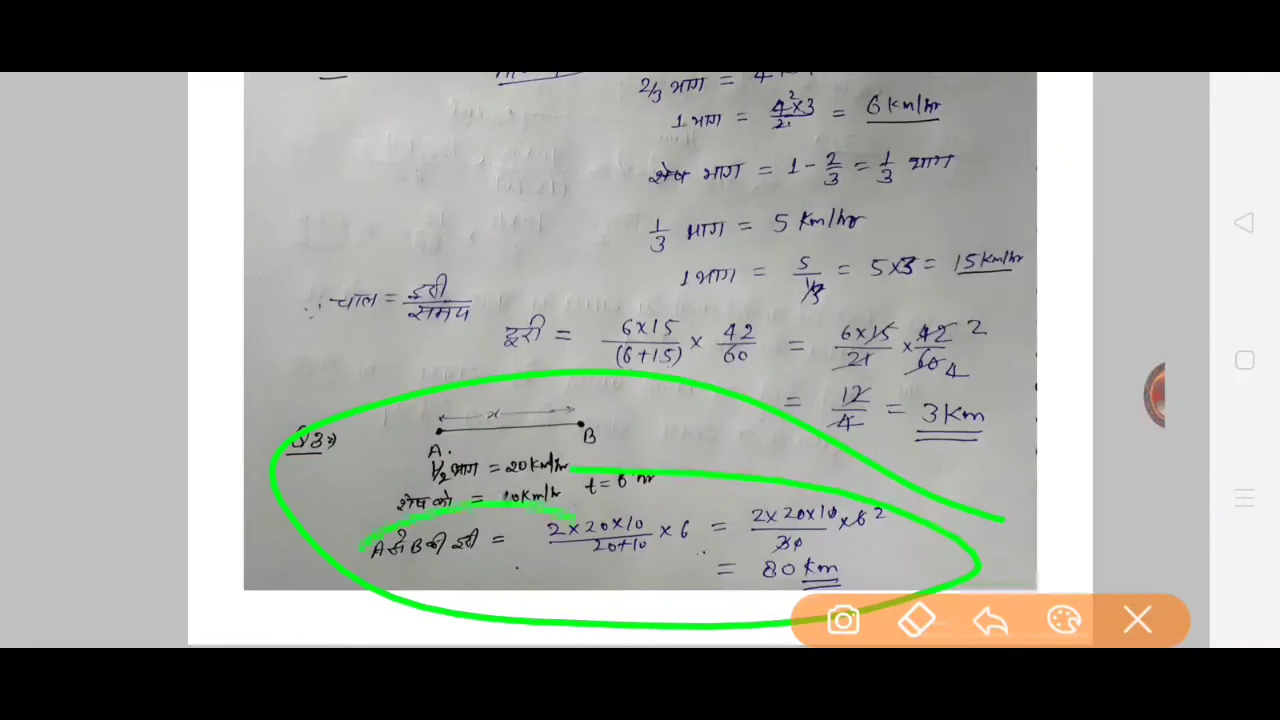 2/3 भाग = 4
1 भाग = 4² × 3 / 2 = 6 km/hr
शेष भाग = 1 - 2/3 = 1/3 भाग
1/3 भाग = 5 km/hr
1 भाग = 5 / 1/3 = 5×3 = 15 km/hr
∴ चाल = दूरी / समय
दूरी = 6×15 / (6+15) × 42/60 = 6×15 / 21 × 42/60 2 4
= 12/4 = 3 Km
x
A. B
1/2 भाग = 20 km/hr
शेष को = 10 km/hr t = 6 hr
A से B की दूरी = 2×20×10 / 20+10 × 6 = 2×20×10 / 30 × 6 2
= 80 km